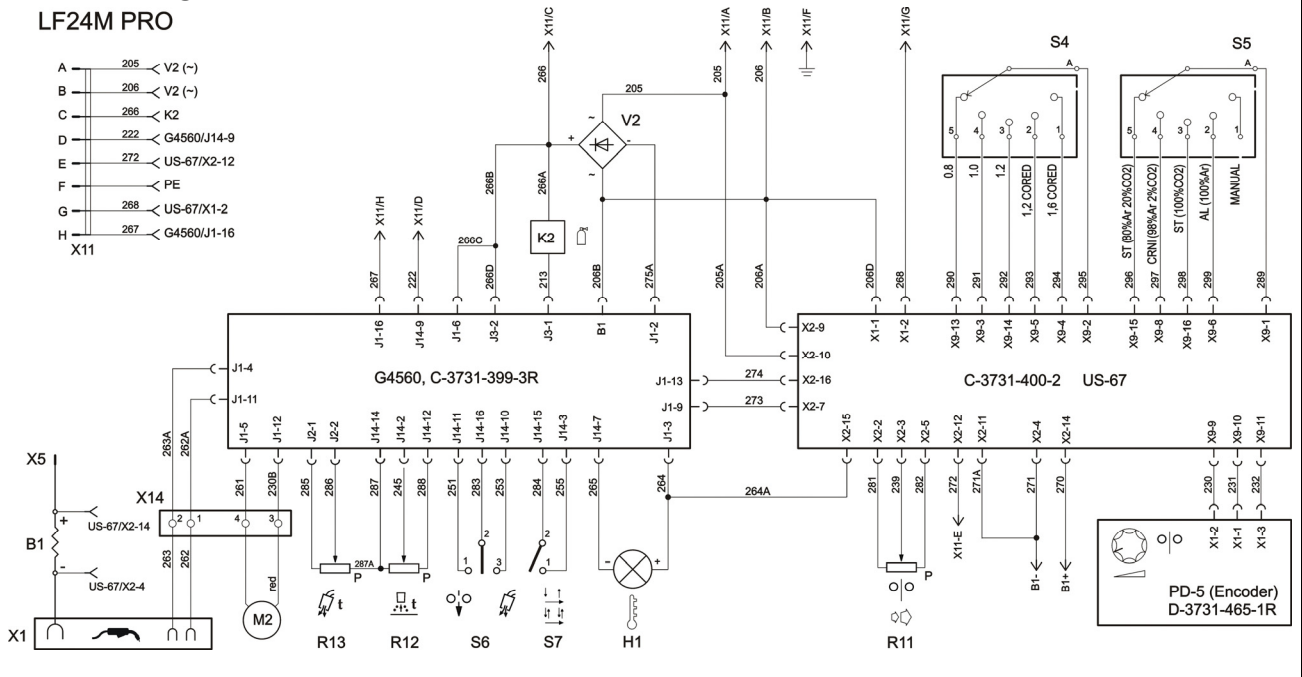 LF24M PRO
A 205 V2 (~)
B 206 V2 (~)
C 266 K2
D 222 G4560/J14-9
E 272 US-67/X2-12
F PE
G 268 US-67/X1-2
H 267 G4560/J1-16
X11
X11/C X11/A X11/B X11/F X11/G
266 205 206
205
V2
~ + - ~
266B 266A
X11/H X11/D
K2
266C
267 222 266D 213 206B 275A 205A 206A 206D 268
S4
A
5 4 3 2 1
0.8
1.0
1.2
1,2 CORED
1,6 CORED
290 291 292 293 294 295
S5
A
5 4 3 2 1
ST (80%Ar 20%CO2)
CRNI (98%Ar 2%CO2)
ST (100%CO2)
AL (100%Ar)
MANUAL
296 297 298 299 289
J1-16 J14-9 J1-6 J3-2 J3-1 B1 J1-2
J1-4
J1-11
G4560, C-3731-399-3R
J1-13 274 X2-16
J1-9 273 X2-7
J1-5 J1-12 J2-1 J2-2 J14-14 J14-2 J14-12 J14-11 J14-16 J14-10 J14-15 J14-3 J14-7 J1-3
X2-9
X2-10
X1-1 X1-2 X9-13 X9-3 X9-14 X9-5 X9-4 X9-2 X9-15 X9-8 X9-16 X9-6 X9-1
C-3731-400-2 US-67
X2-15 X2-2 X2-3 X2-5 X2-12 X2-11 X2-4 X2-14 X9-9 X9-10 X9-11
263A 262A
261 230B 285 286 287 245 288 251 283 253 284 255 265 264
264A
281 239 282 272 271A 271 270 230 231 232
X5
X14
2 1 4 3
+
US-67/X2-14
B1
-
US-67/X2-4
263 262
red
M2
X1
287A
P
t
R13
P
t
R12
2
1 3
S6
2
1
S7
- +
H1
P
R11
X11-E
B1- B1+
X1-2 X1-1 X1-3
PD-5 (Encoder)
D-3731-465-1R